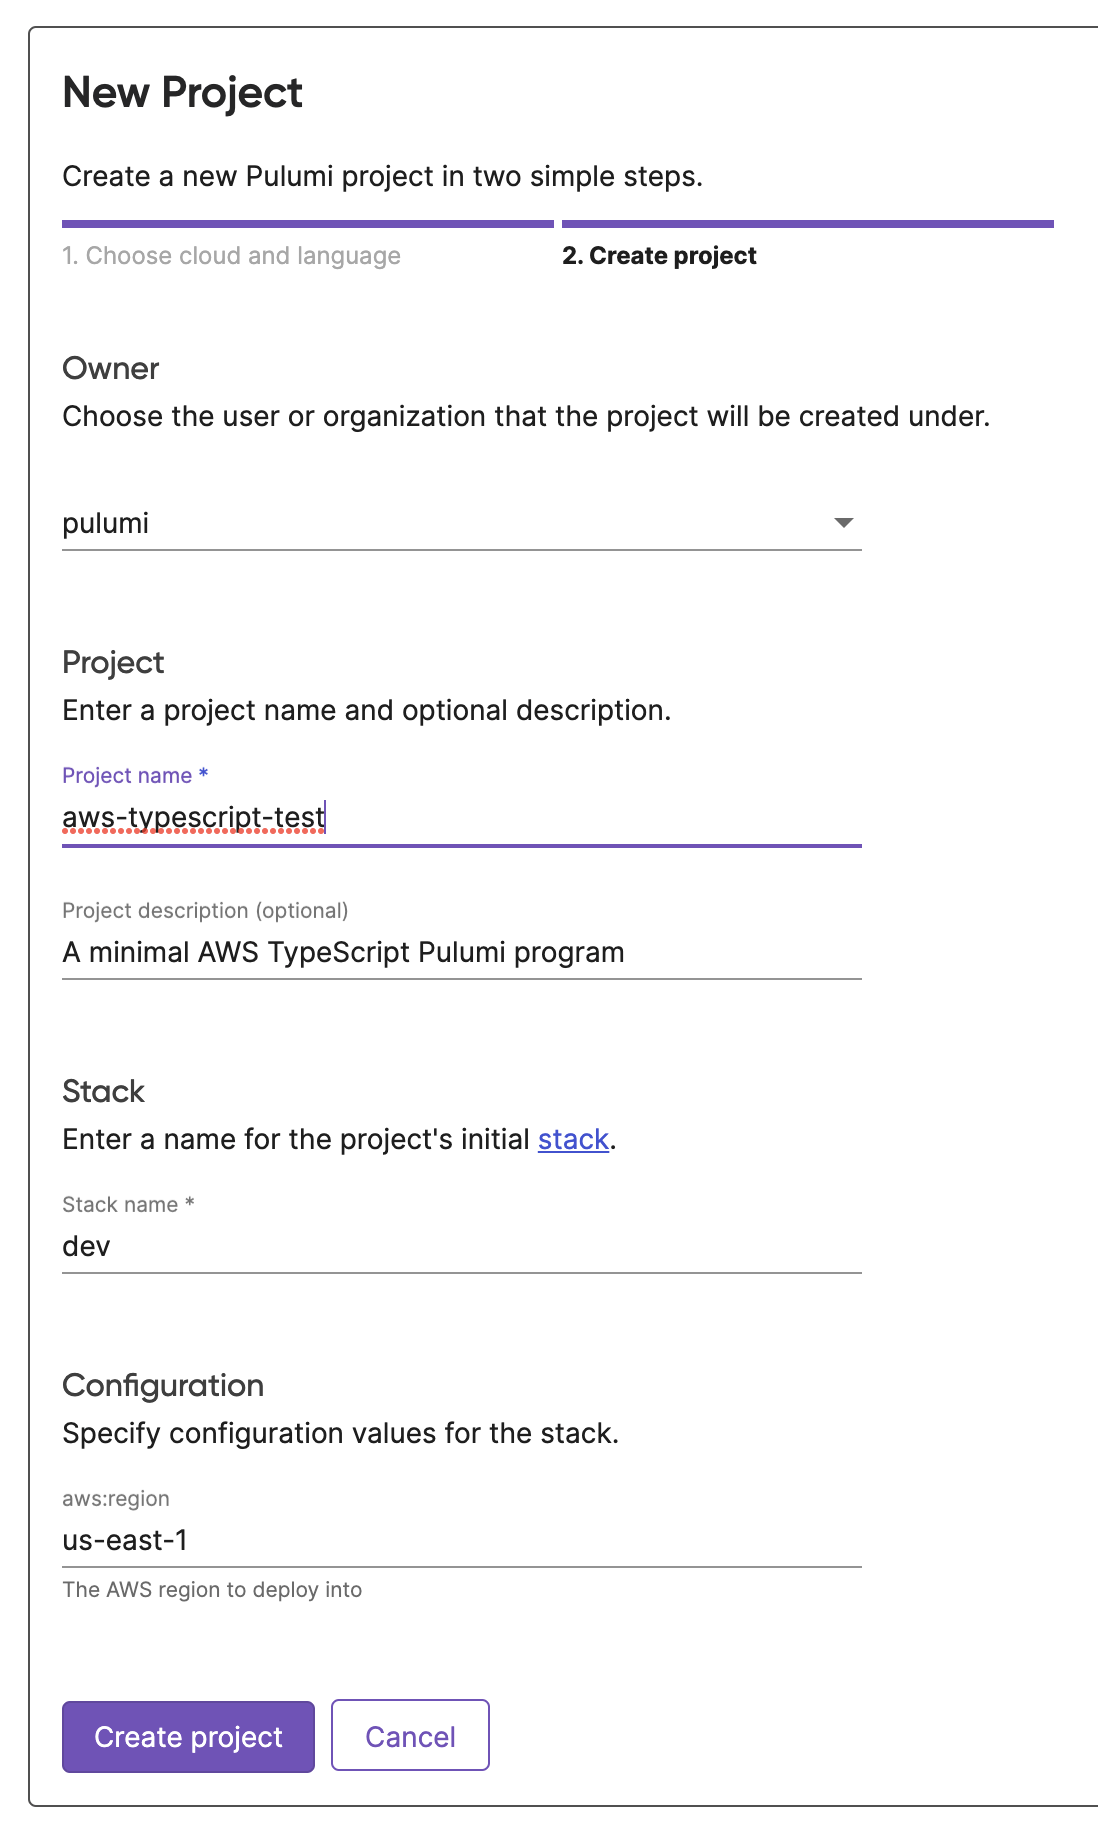 New Project
Create a new Pulumi project in two simple steps.
1. Choose cloud and language
2. Create project
Owner
Choose the user or organization that the project will be created under.
pulumi
Project
Enter a project name and optional description.
Project name *
aws-typescript-test
Project description (optional)
A minimal AWS TypeScript Pulumi program
Stack
Enter a name for the project's initial stack.
Stack name *
dev
Configuration
Specify configuration values for the stack.
aws:region
us-east-1
The AWS region to deploy into
Create project
Cancel